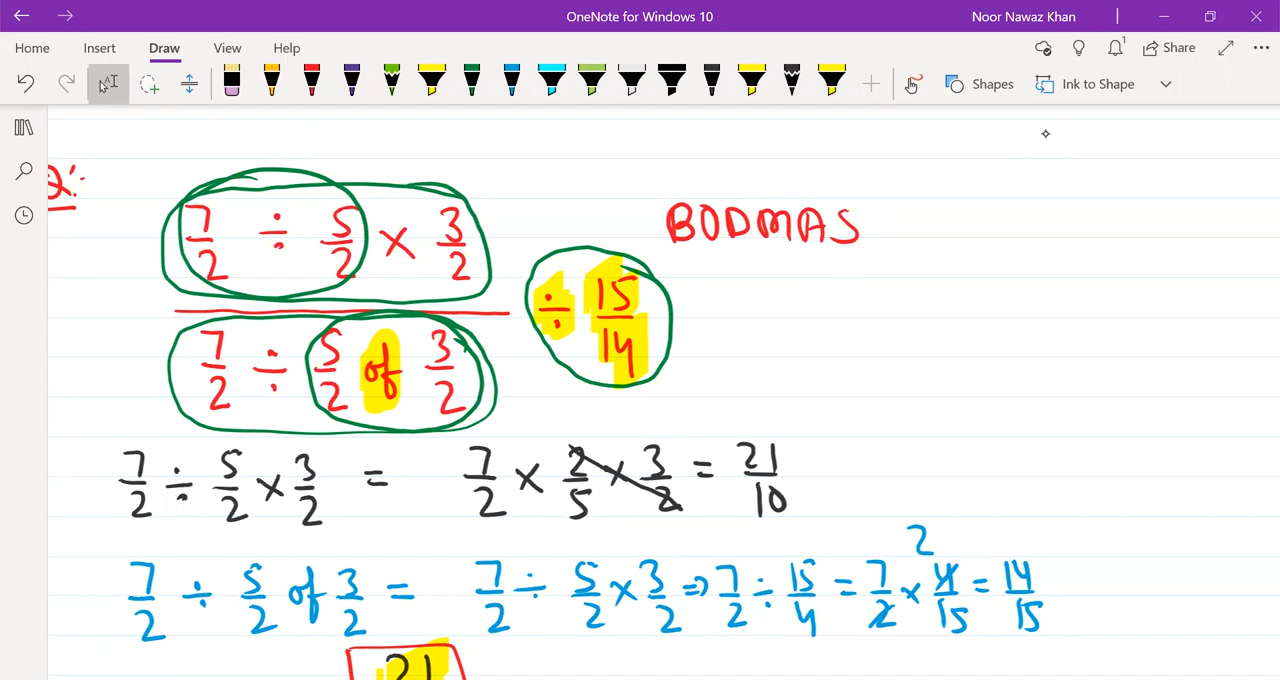 OneNote for Windows 10
Noor Nawaz Khan
Home Insert Draw View Help
1
Share
Shapes
Ink to Shape
Q:
7/2 ÷ 5/2 × 3/2
7/2 ÷ 5/2 of 3/2
÷ 15/14
BODMAS
7/2 ÷ 5/2 × 3/2 = 7/2 × 2/5 × 3/2 = 21/10
2
7/2 ÷ 5/2 of 3/2 = 7/2 ÷ 5/2 × 3/2 ⇒ 7/2 ÷ 15/4 = 7/2 × 4/15 = 14/15
21